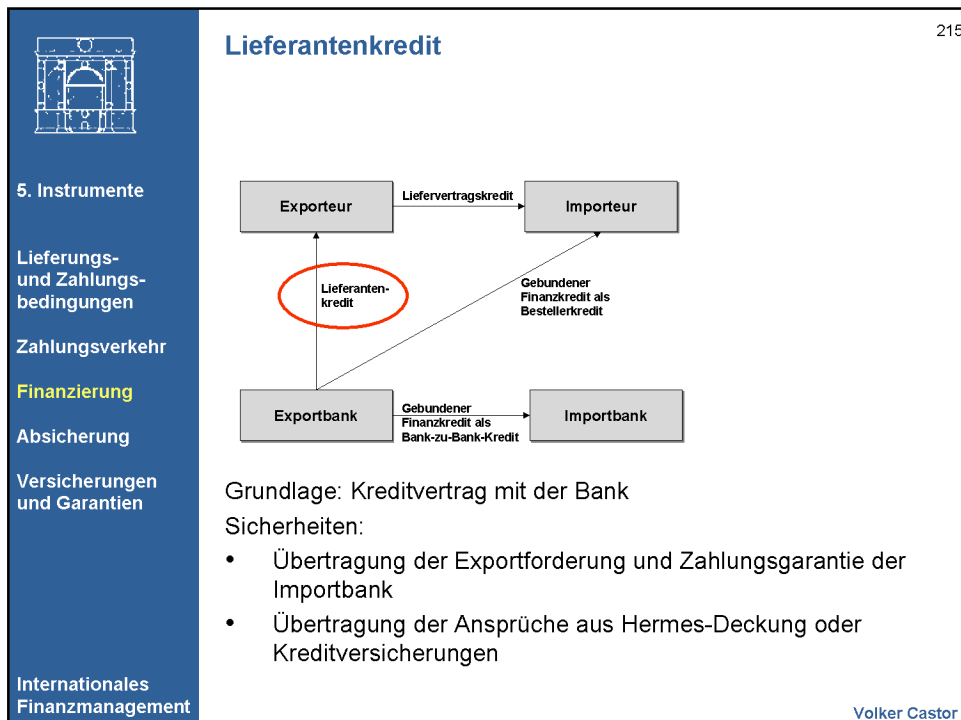 215
Lieferantenkredit
5. Instrumente
Lieferungs-
und Zahlungs-
bedingungen
Zahlungsverkehr
Finanzierung
Absicherung
Versicherungen
und Garantien
Internationales
Finanzmanagement
Exporteur
Liefervertragskredit
Importeur
Lieferanten-
kredit
Gebundener
Finanzkredit als
Bestellerkredit
Exportbank
Gebundener
Finanzkredit als
Bank-zu-Bank-Kredit
Importbank
Grundlage: Kreditvertrag mit der Bank
Sicherheiten:
• Übertragung der Exportforderung und Zahlungsgarantie der
Importbank
• Übertragung der Ansprüche aus Hermes-Deckung oder
Kreditversicherungen
Volker Castor